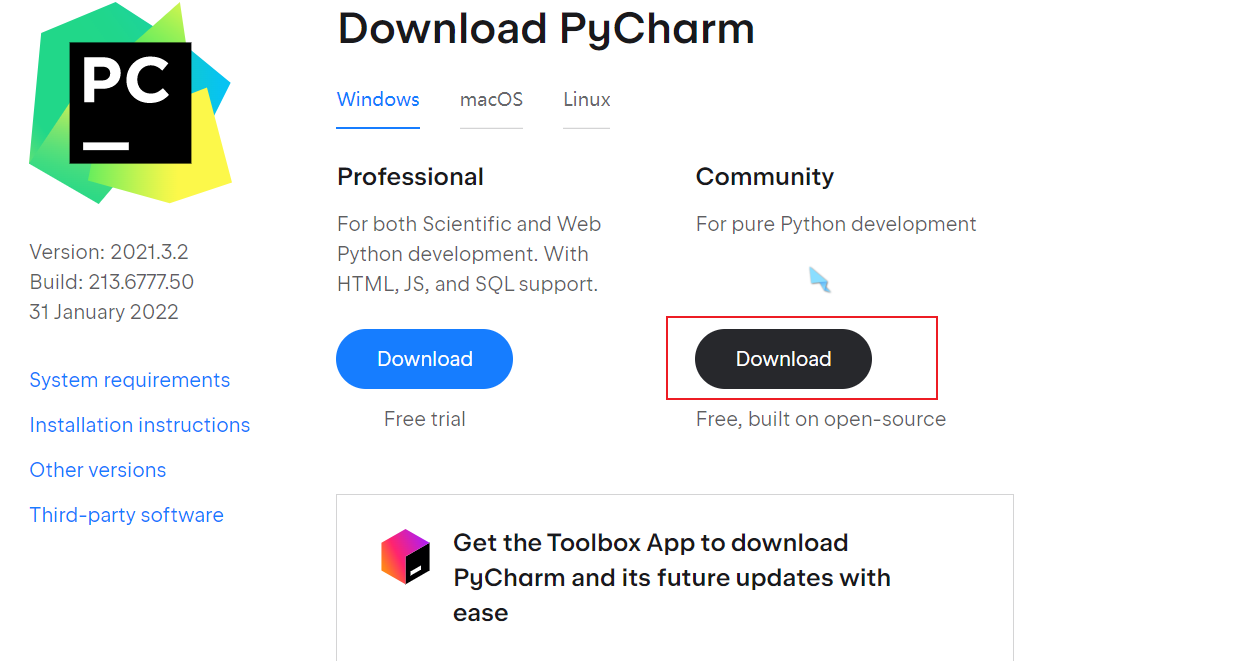 PC
Download PyCharm
Windows macOS Linux
Professional
For both Scientific and Web
Python development. With
HTML, JS, and SQL support.
Download
Free trial
Community
For pure Python development
Download
Free, built on open-source
Version: 2021.3.2
Build: 213.6777.50
31 January 2022
System requirements
Installation instructions
Other versions
Third-party software
Get the Toolbox App to download
PyCharm and its future updates with
ease